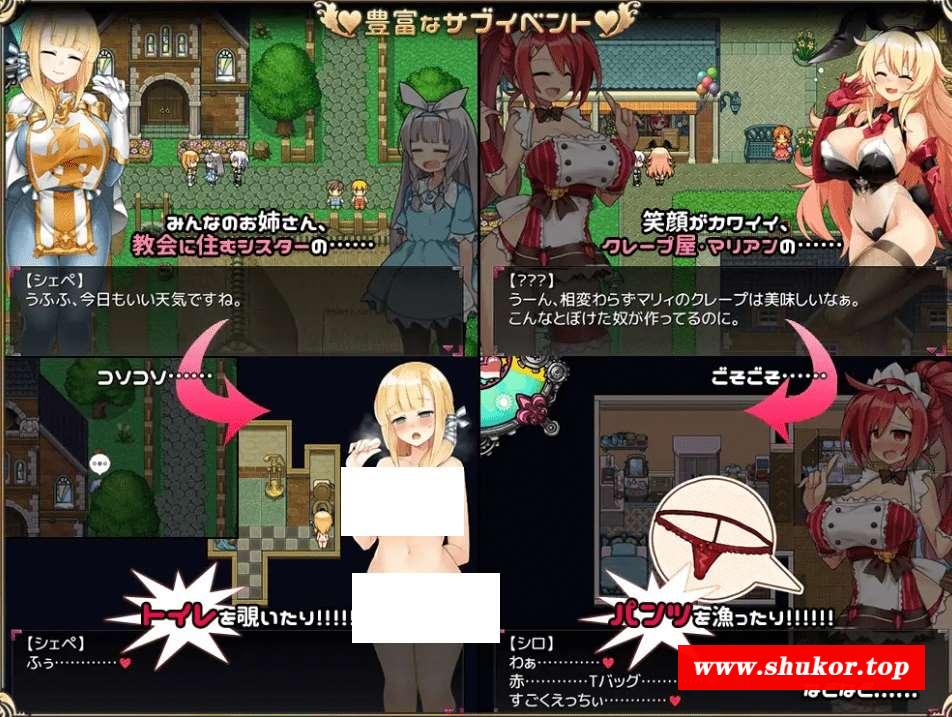 豊富なサブイベント
みんなのお姉さん、
教会に住むシスターの……
【シェペ】
うふふ、今日もいい天気ですね。
笑顔がカワイイ、
クレープ屋・マリアンの……
【???】
うーん、相変わらずマリィのクレープは美味しいなぁ。
こんなとぼけた奴が作ってるのに。
コソコソ……
トイレを覗いたり!!!!!
【シェペ】
ふぅ…………♥
ごそごそ……
パンツを漁ったり!!!!!!
【シロ】
わぁ…………♥
赤…………Tバッグ……
すごくえっちぃ…………♥
www.shukor.top